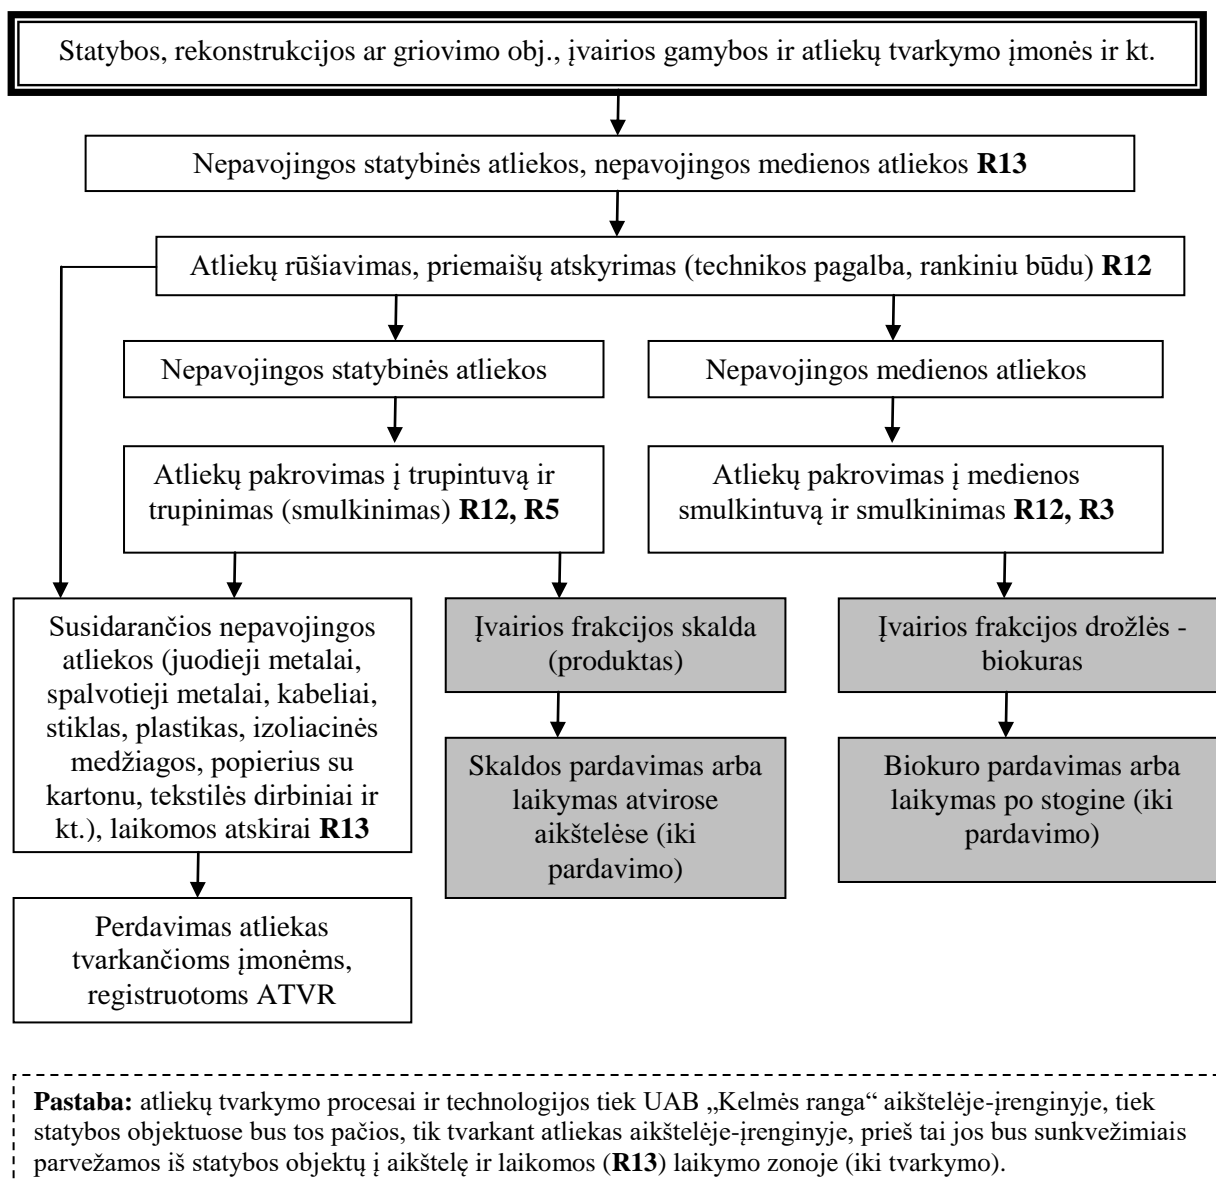 Statybos, rekonstrukcijos ar griovimo obj., įvairios gamybos ir atliekų tvarkymo įmonės ir kt.
Nepavojingos statybinės atliekos, nepavojingos medienos atliekos R13
Atliekų rūšiavimas, priemaišų atskyrimas (technikos pagalba, rankiniu būdu) R12
Nepavojingos statybinės atliekos
Nepavojingos medienos atliekos
Atliekų pakrovimas į trupintuvą ir
trupinimas (smulkinimas) R12, R5
Atliekų pakrovimas į medienos
smulkintuvą ir smulkinimas R12, R3
Susidarančios nepavojingos
atliekos (juodieji metalai,
spalvotieji metalai, kabeliai,
stiklas, plastikas, izoliacinės
medžiagos, popierius su
kartonu, tekstilės dirbiniai ir
kt.), laikomos atskirai R13
Įvairios frakcijos skalda
(produktas)
Įvairios frakcijos drožlės -
biokuras
Skaldos pardavimas arba
laikymas atvirose
aikštelėse (iki
pardavimo)
Biokuro pardavimas arba
laikymas po stogine (iki
pardavimo)
Perdavimas atliekas
tvarkančioms įmonėms,
registruotoms ATVR
Pastaba: atliekų tvarkymo procesai ir technologijos tiek UAB „Kelmės ranga“ aikštelėje-įrenginyje, tiek
statybos objektuose bus tos pačios, tik tvarkant atliekas aikštelėje-įrenginyje, prieš tai jos bus sunkvežimiais
parvežamos iš statybos objektų į aikštelę ir laikomos (R13) laikymo zonoje (iki tvarkymo).